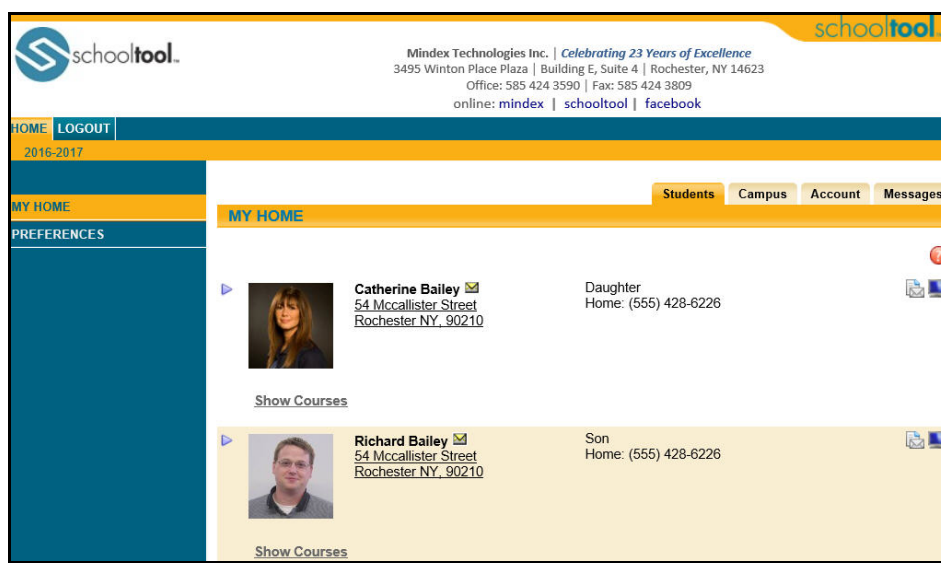 schooltool
schooltool™
Mindex Technologies Inc. | Celebrating 23 Years of Excellence
3495 Winton Place Plaza | Building E, Suite 4 | Rochester, NY 14623
Office: 585 424 3590 | Fax: 585 424 3809
online: mindex | schooltool | facebook
HOME LOGOUT
2016-2017
Students Campus Account Messages
MY HOME
MY HOME
PREFERENCES
Catherine Bailey
Daughter
54 Mccallister Street
Home: (555) 428-6226
Rochester NY, 90210
Show Courses
Richard Bailey
Son
54 Mccallister Street
Home: (555) 428-6226
Rochester NY, 90210
Show Courses